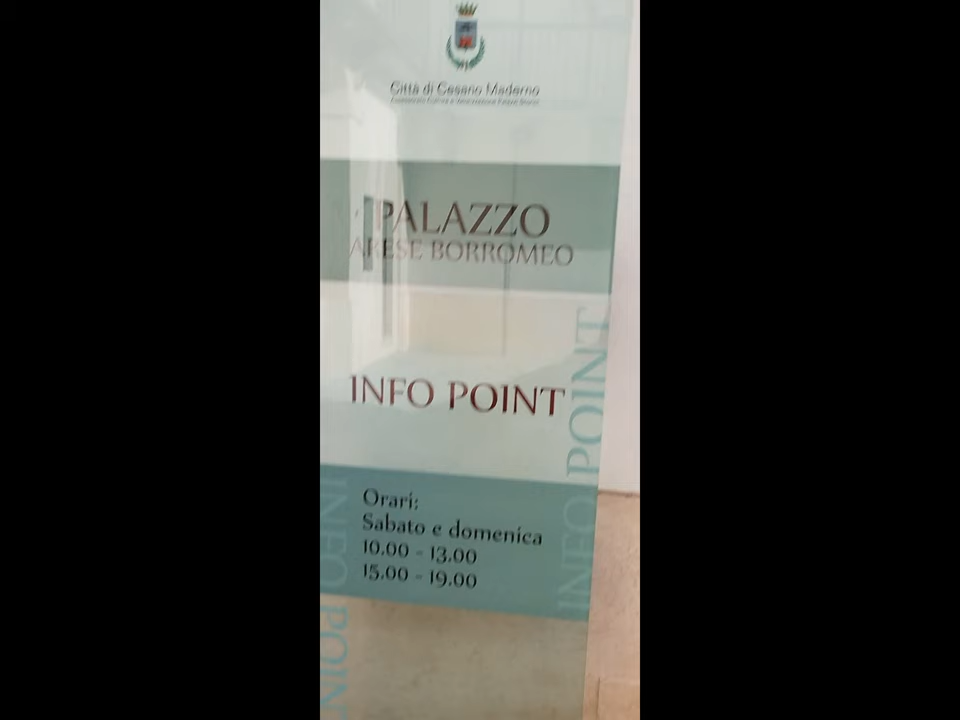 Città di Cesano Maderno
PALAZZO
ARESE BORROMEO
INFO POINT
INFO POINT
Orari:
Sabato e domenica
10.00 - 13.00
15.00 - 19.00
INFO POINT